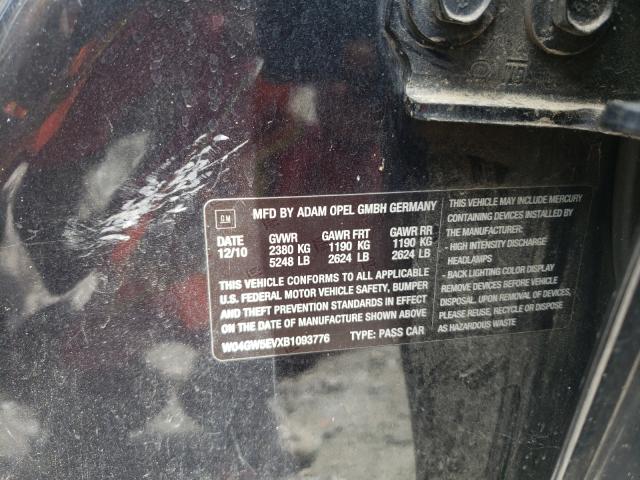 GM
MFD BY ADAM OPEL GMBH GERMANY
DATE GVWR GAWR FRT GAWR RR
12/10 2380 KG 1190 KG 1190 KG
5248 LB 2624 LB 2624 LB
THIS VEHICLE CONFORMS TO ALL APPLICABLE
U.S. FEDERAL MOTOR VEHICLE SAFETY, BUMPER
AND THEFT PREVENTION STANDARDS IN EFFECT
ON THE DATE OF MANUFACTURE SHOWN ABOVE
W04GW5EVXB1093776 TYPE: PASS CAR
THIS VEHICLE MAY INCLUDE MERCURY
CONTAINING DEVICES INSTALLED BY
THE MANUFACTURER:
- HIGH INTENSITY DISCHARGE
HEADLAMPS
- BACK LIGHTING COLOR DISPLAY
REMOVE DEVICES BEFORE VEHICLE
DISPOSAL. UPON REMOVAL OF DEVICES,
PLEASE REUSE, RECYCLE OR DISPOSE
AS HAZARDOUS WASTE